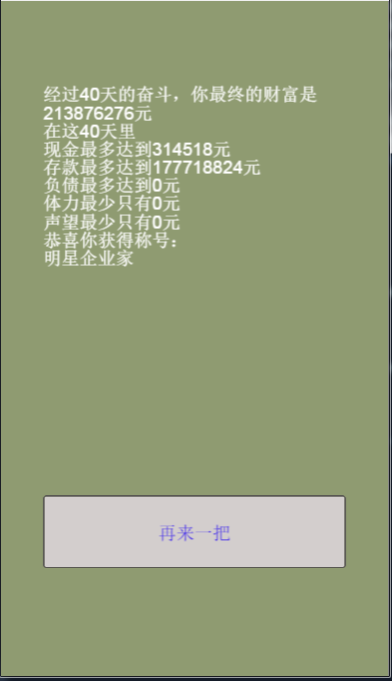 经过40天的奋斗，你最终的财富是
213876276元
在这40天里
现金最多达到314518元
存款最多达到177718824元
负债最多达到0元
体力最少只有0元
声望最少只有0元
恭喜你获得称号：
明星企业家
再来一把